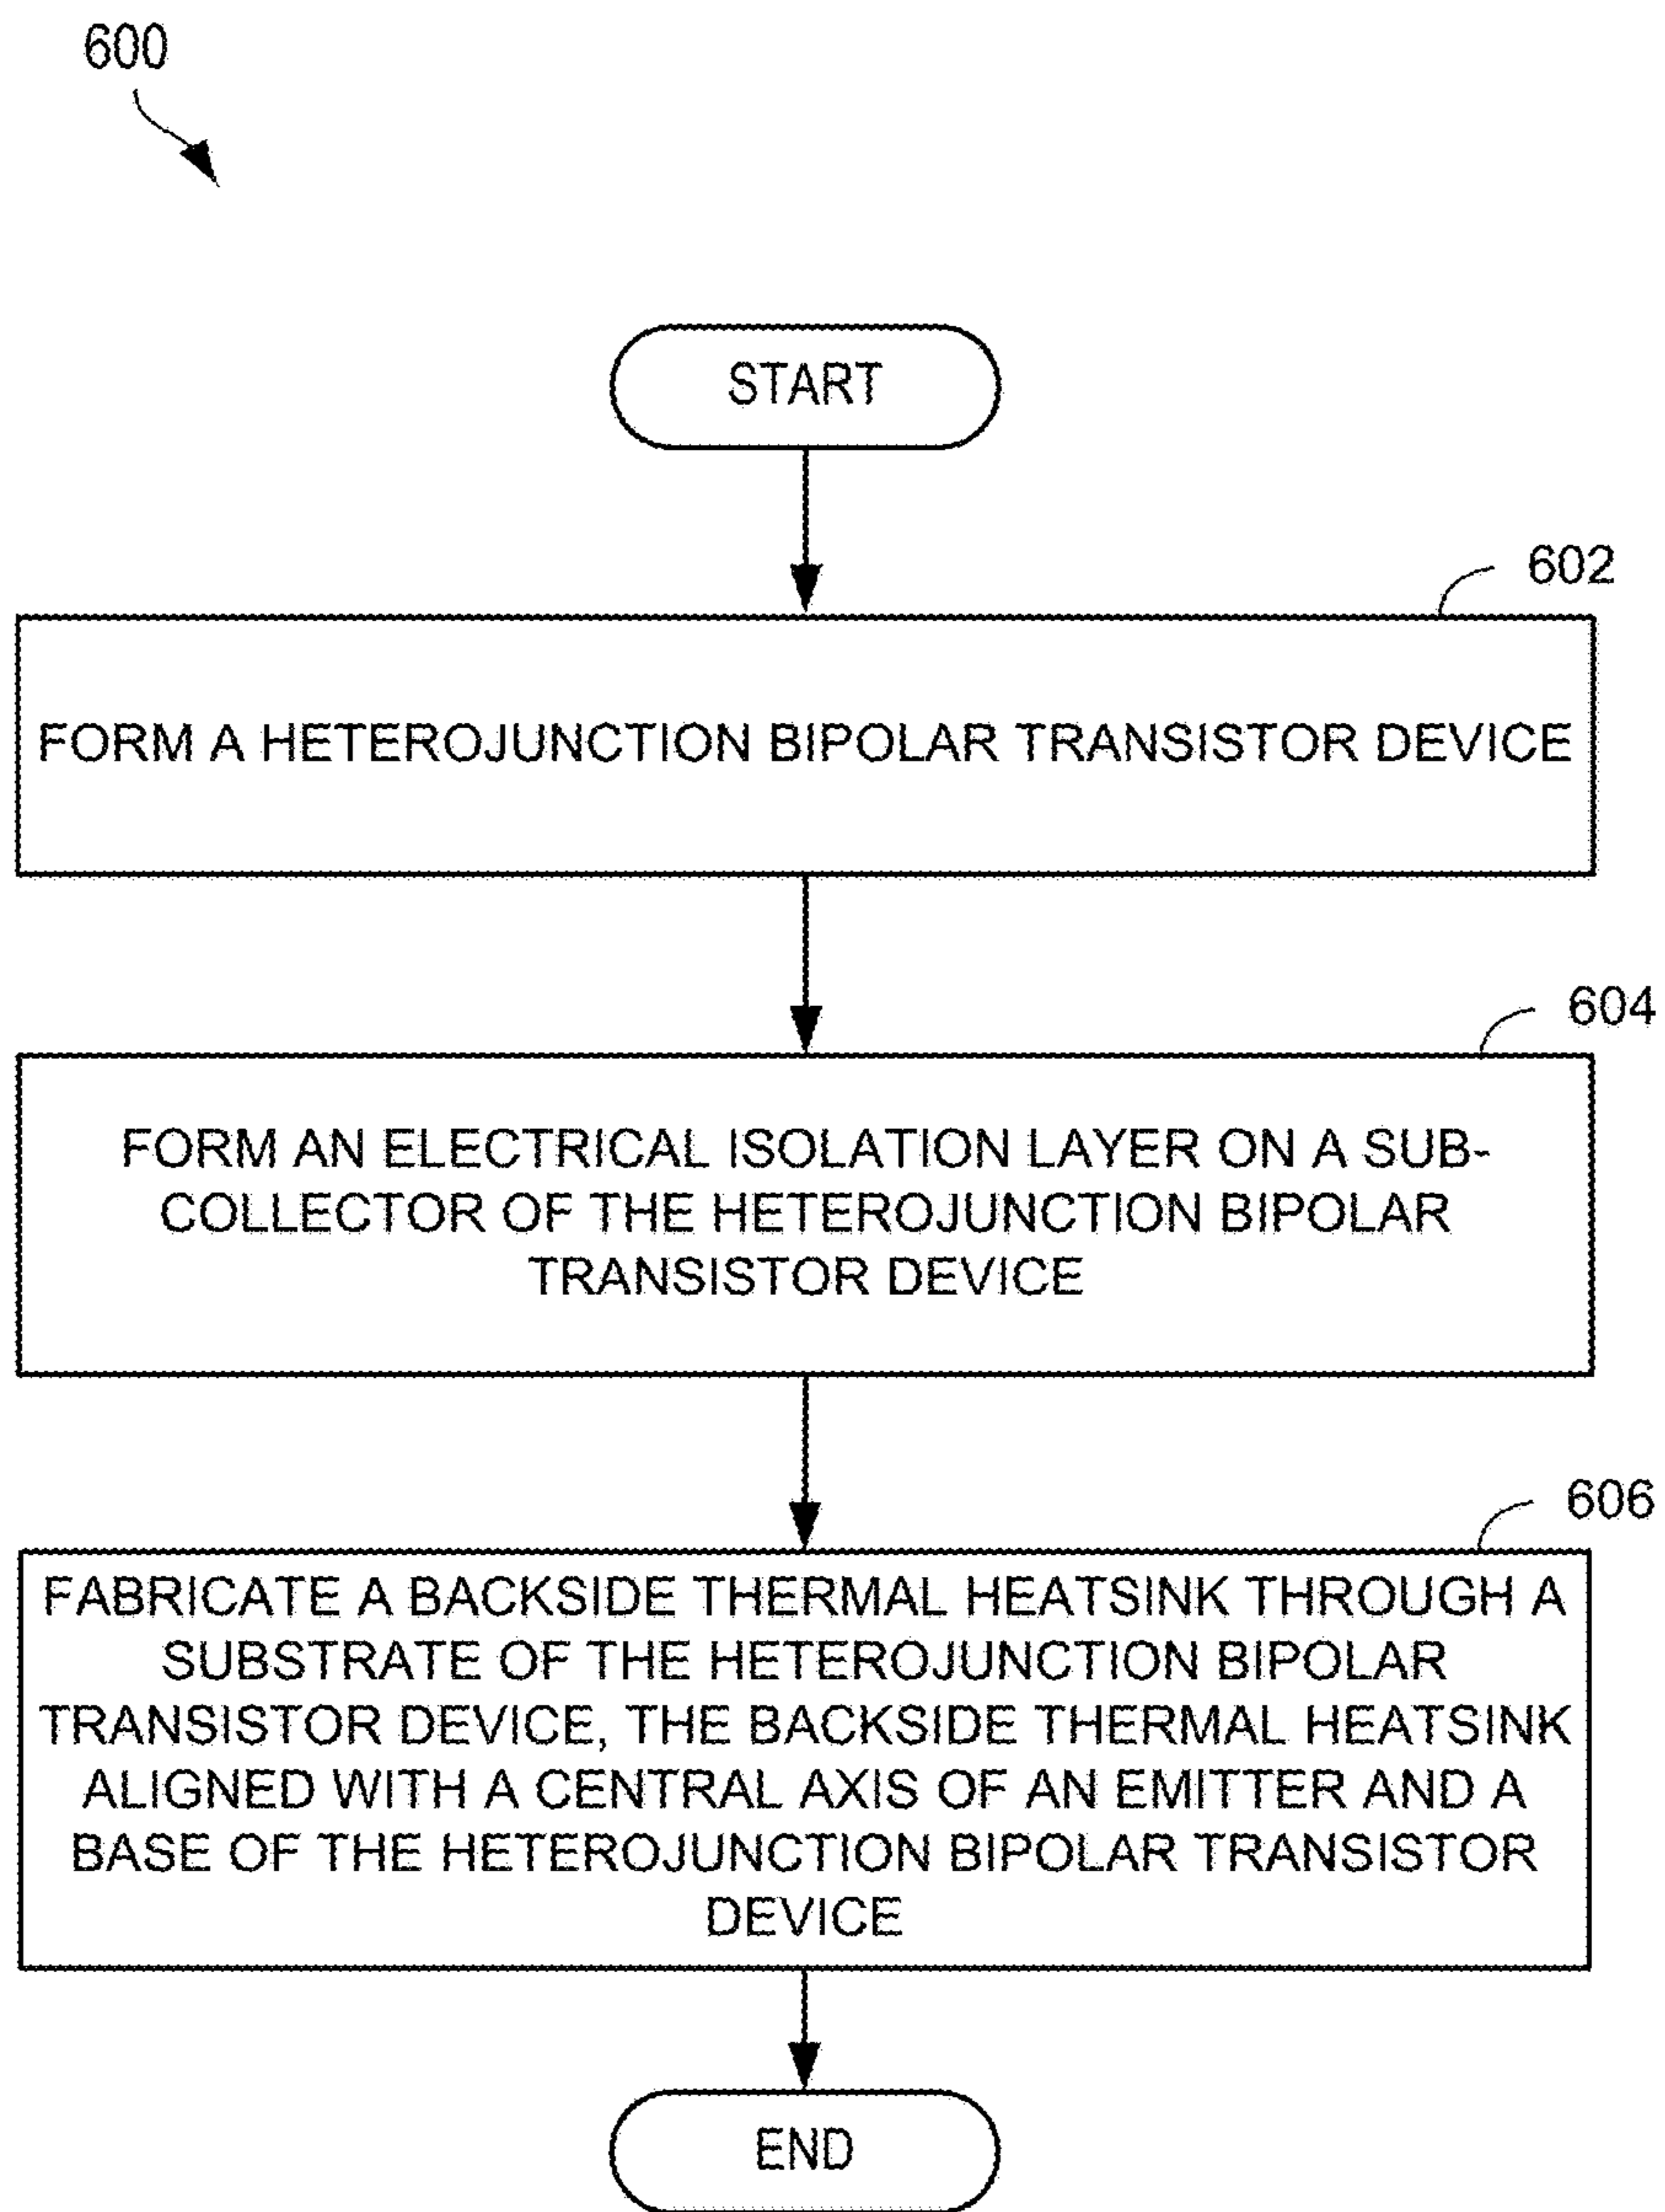 600
START
602
FORM A HETEROJUNCTION BIPOLAR TRANSISTOR DEVICE
604
FORM AN ELECTRICAL ISOLATION LAYER ON A SUB-
COLLECTOR OF THE HETEROJUNCTION BIPOLAR
TRANSISTOR DEVICE
606
FABRICATE A BACKSIDE THERMAL HEATSINK THROUGH A
SUBSTRATE OF THE HETEROJUNCTION BIPOLAR
TRANSISTOR DEVICE, THE BACKSIDE THERMAL HEATSINK
ALIGNED WITH A CENTRAL AXIS OF AN EMITTER AND A
BASE OF THE HETEROJUNCTION BIPOLAR TRANSISTOR
DEVICE
END